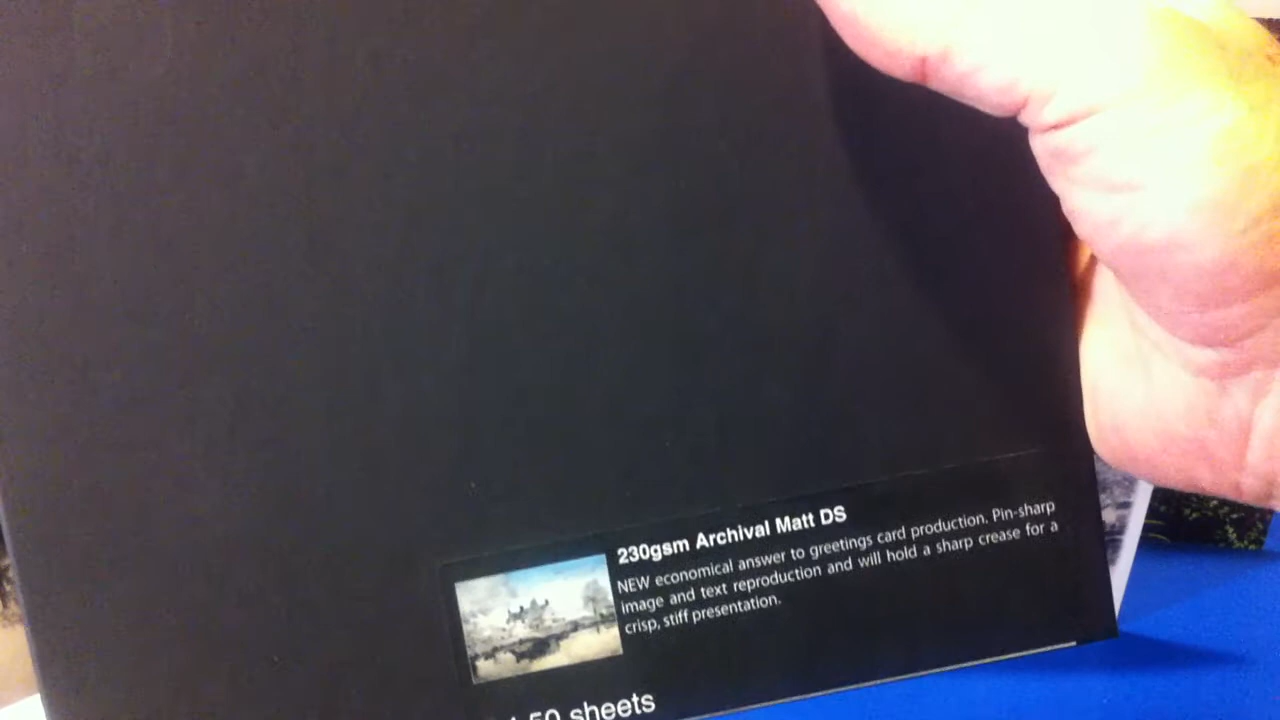 230gsm Archival Matt DS
NEW economical answer to greetings card production. Pin-sharp
image and text reproduction and will hold a sharp crease for a
crisp, stiff presentation.
50 sheets